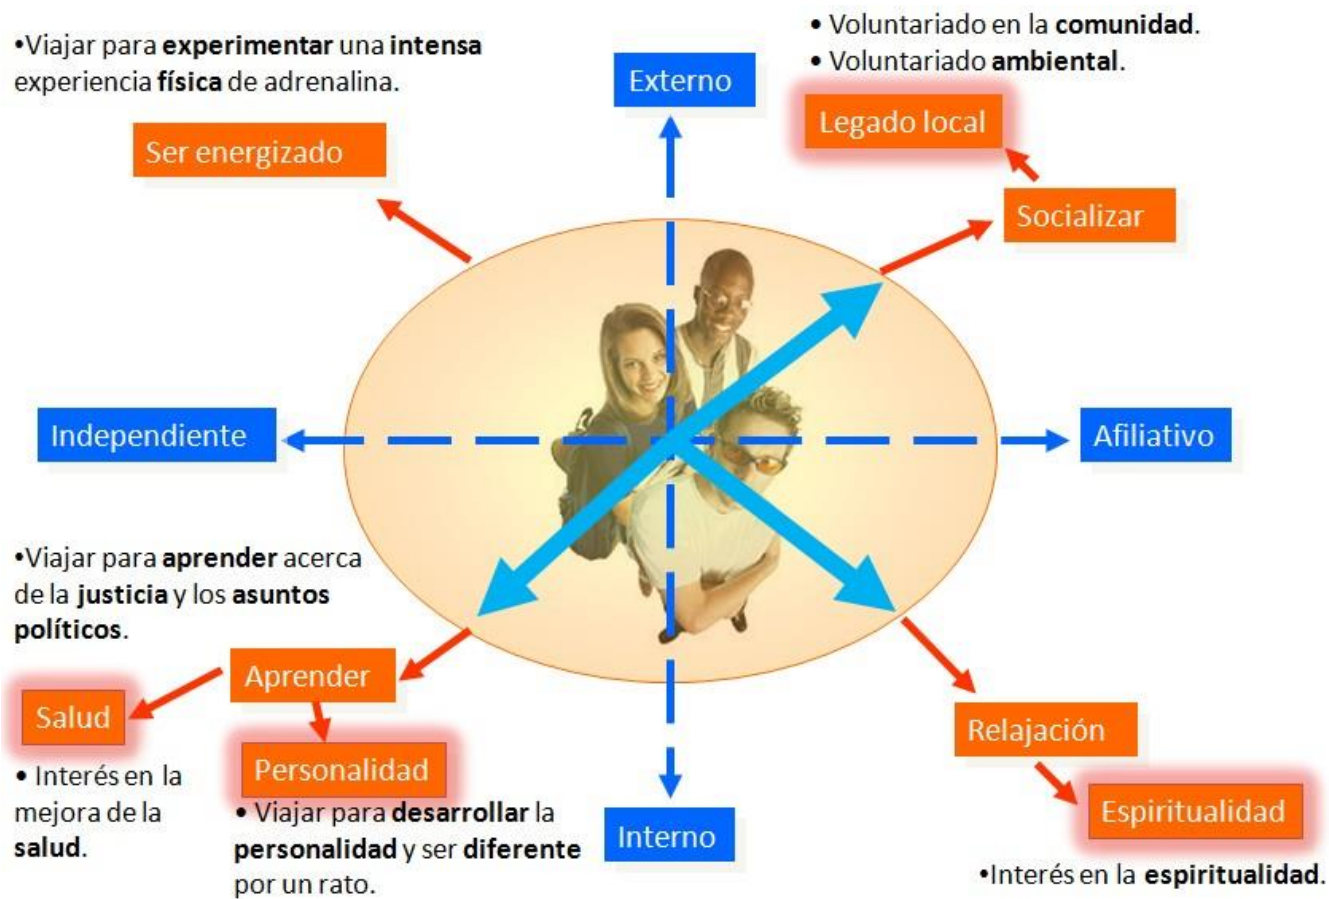 •Viajar para experimentar una intensa
experiencia física de adrenalina.
Ser energizado
Externo
• Voluntariado en la comunidad.
• Voluntariado ambiental.
Legado local
Socializar
Independiente
Afiliativo
•Viajar para aprender acerca
de la justicia y los asuntos
políticos.
Aprender
Salud
• Interés en la
mejora de la
salud.
Personalidad
• Viajar para desarrollar la
personalidad y ser diferente
por un rato.
Interno
Relajación
Espiritualidad
•Interés en la espiritualidad.